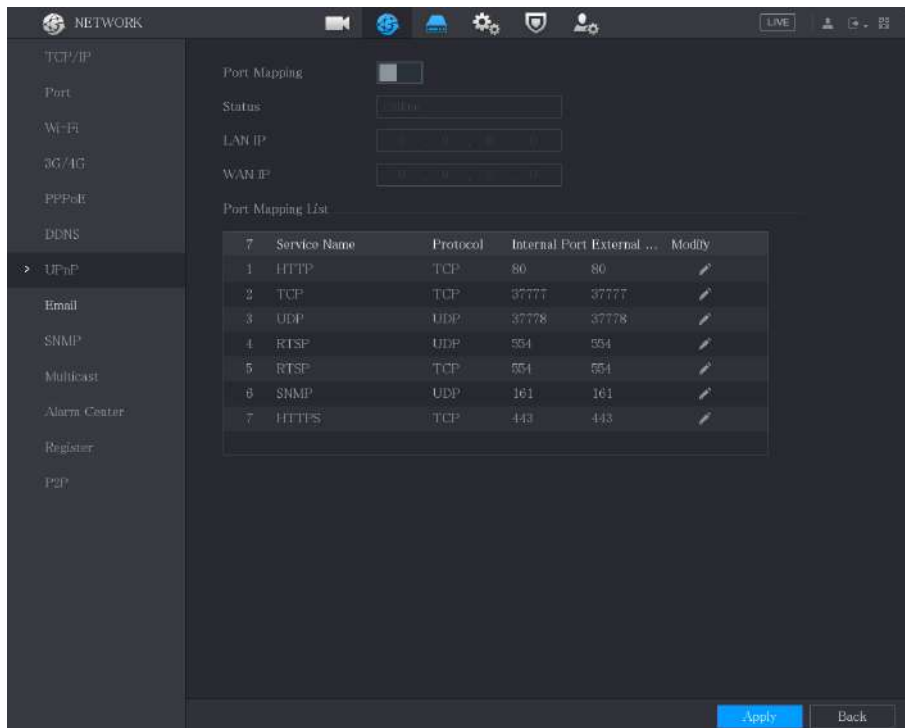 NETWORK
LIVE
TCP/IP
Port
Wi-Fi
3G/4G
PPPoE
DDNS
UPnP
Email
SNMP
Multicast
Alarm Center
Register
P2P
Port Mapping
Status
LAN IP
WAN IP
Port Mapping List
7 Service Name Protocol Internal Port External ... Modify
1 HTTP TCP 80 80
2 TCP TCP 37777 37777
3 UDP UDP 37778 37778
4 RTSP UDP 554 554
5 RTSP TCP 554 554
6 SNMP UDP 161 161
7 HTTPS TCP 443 443
Apply Back